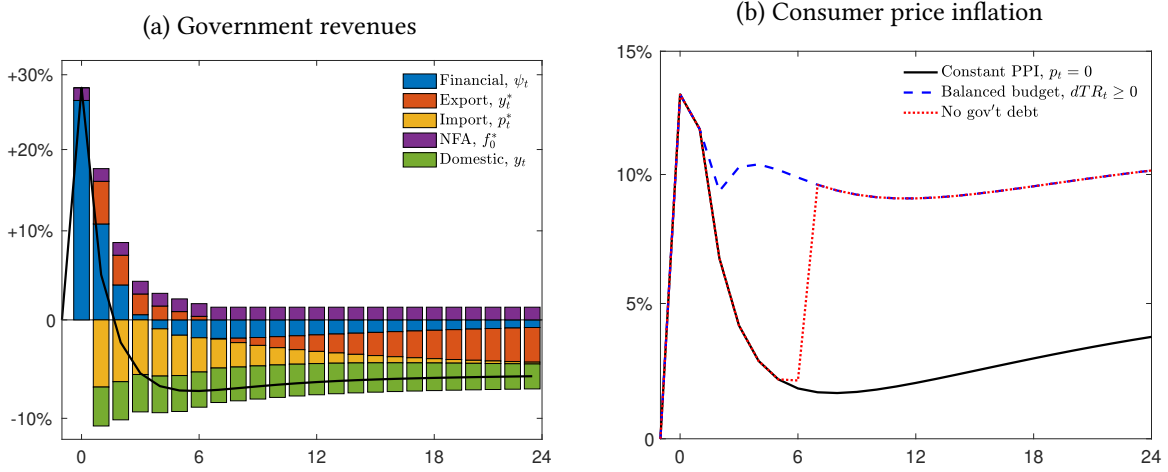 (a) Government revenues
+30%
+20%
+10%
0
-10%
0
6
12
18
24
Financial, ψt
Export, y*t
Import, p*t
NFA, f*0
Domestic, yt
(b) Consumer price inflation
15%
10%
5%
0
0
6
12
18
24
Constant PPI, pt = 0
Balanced budget, dTRt ≥ 0
No gov't debt